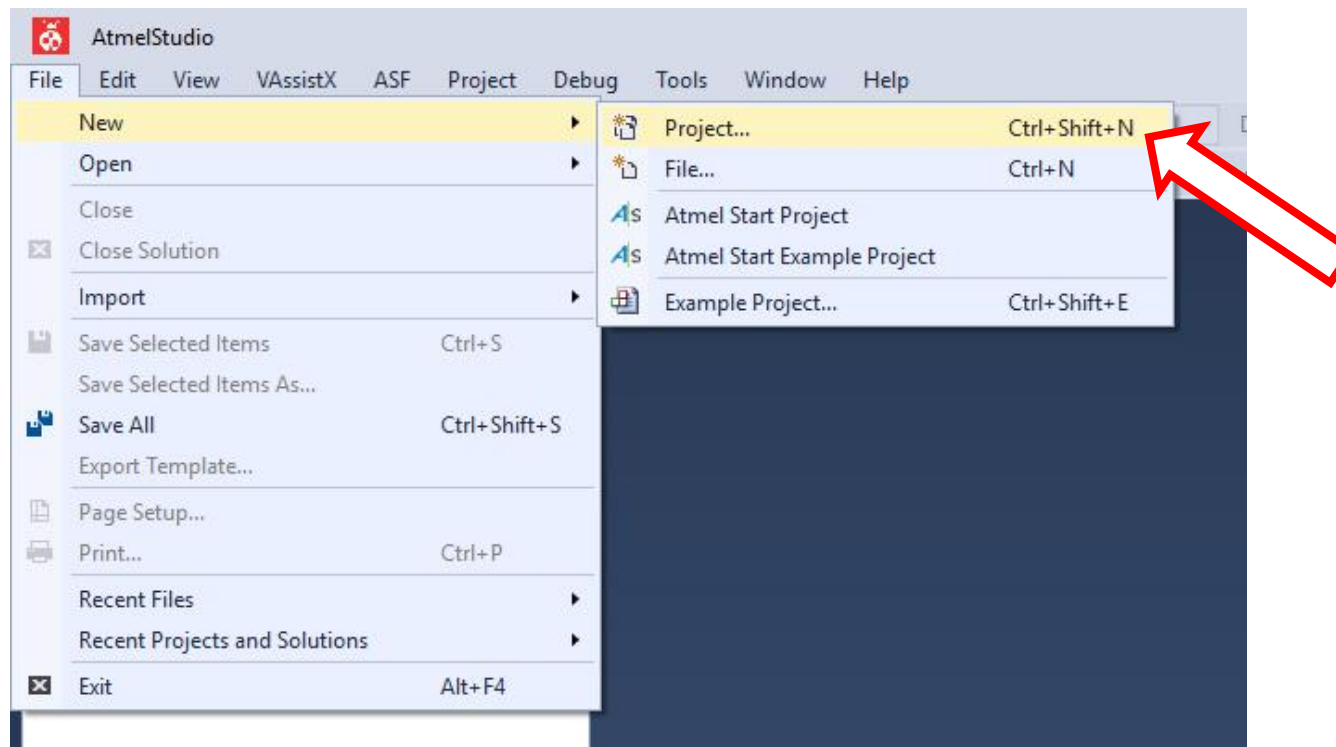 AtmelStudio
File Edit View VAssistX ASF Project Debug Tools Window Help
New
Open
Close
Close Solution
Import
Save Selected Items Ctrl+S
Save Selected Items As...
Save All Ctrl+Shift+S
Export Template...
Page Setup...
Print... Ctrl+P
Recent Files
Recent Projects and Solutions
Exit Alt+F4
Project... Ctrl+Shift+N
File... Ctrl+N
Atmel Start Project
Atmel Start Example Project
Example Project... Ctrl+Shift+E